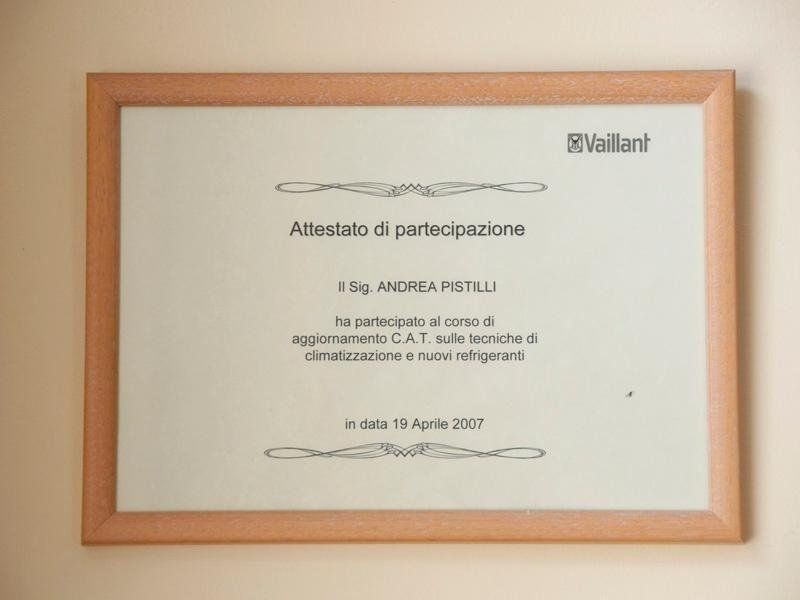 Vaillant
Attestato di partecipazione
Il Sig. ANDREA PISTILLI
ha partecipato al corso di
aggiornamento C.A.T. sulle tecniche di
climatizzazione e nuovi refrigeranti
in data 19 Aprile 2007